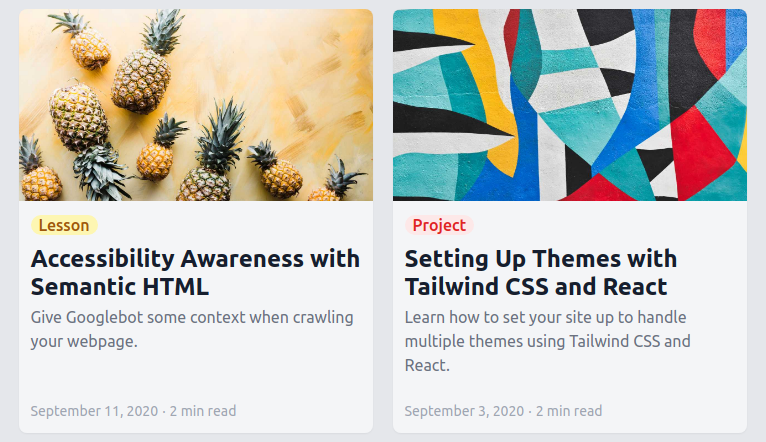 Lesson
Accessibility Awareness with
Semantic HTML
Give Googlebot some context when crawling
your webpage.
September 11, 2020 · 2 min read
Project
Setting Up Themes with
Tailwind CSS and React
Learn how to set your site up to handle
multiple themes using Tailwind CSS and
React.
September 3, 2020 · 2 min read